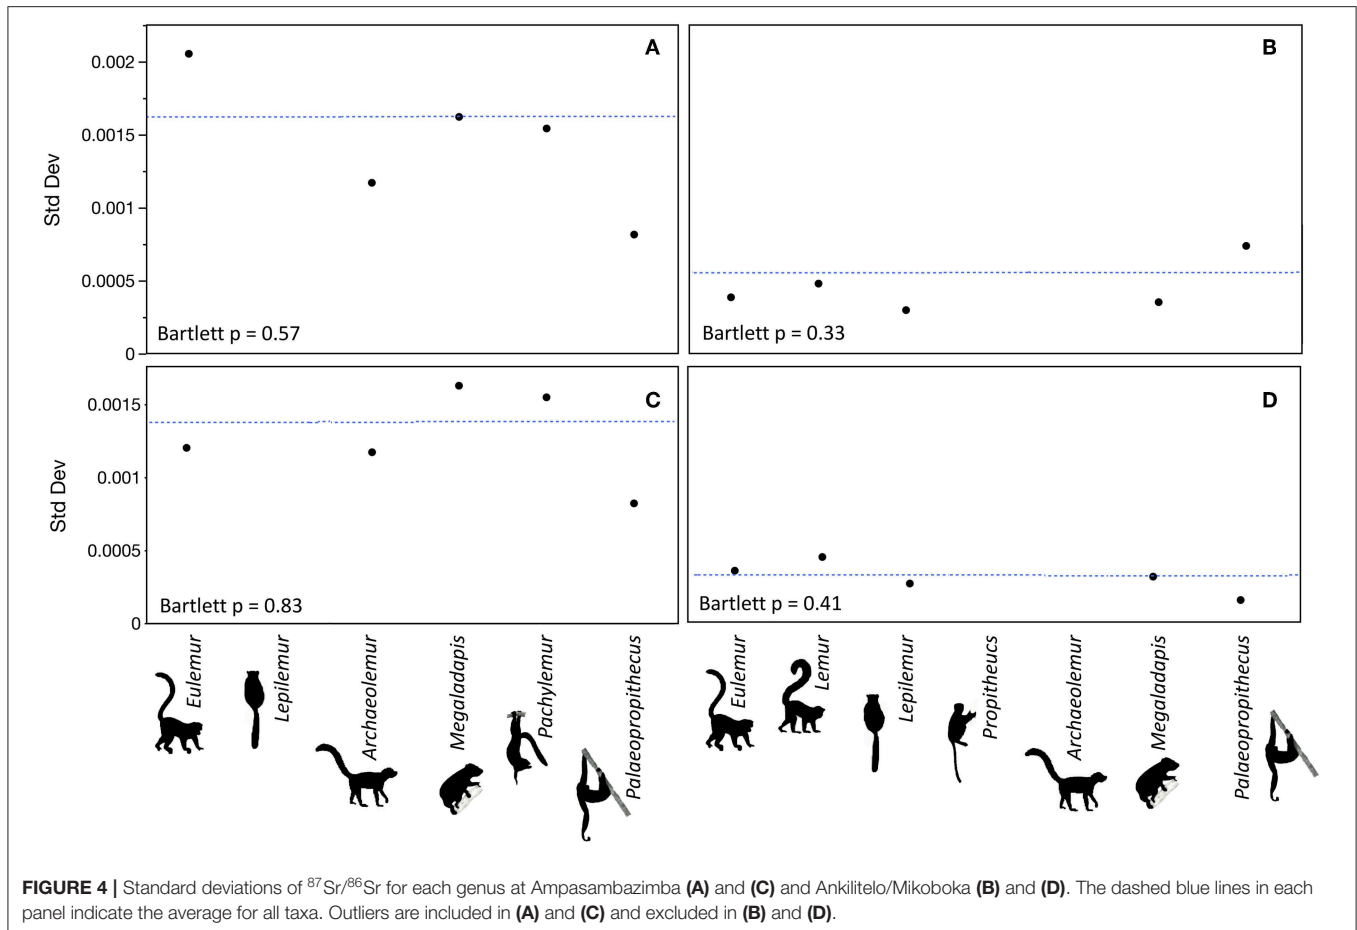 A
B
0.002
0.0015
0.001
0.0005
0
Std Dev
Bartlett p = 0.57
Bartlett p = 0.33
C
D
0.0015
0.001
0.0005
0
Std Dev
Bartlett p = 0.83
Bartlett p = 0.41
Eulemur
Lepilemur
Archaeolemur
Megaladapis
Pachylemur
Palaeopropithecus
Eulemur
Lemur
Lepilemur
Propitheucs
Archaeolemur
Megaladapis
Palaeopropithecus
FIGURE 4 | Standard deviations of ⁸⁷Sr/⁸⁶Sr for each genus at Ampasambazimba (A) and (C) and Ankilitelo/Mikoboka (B) and (D). The dashed blue lines in each
panel indicate the average for all taxa. Outliers are included in (A) and (C) and excluded in (B) and (D).